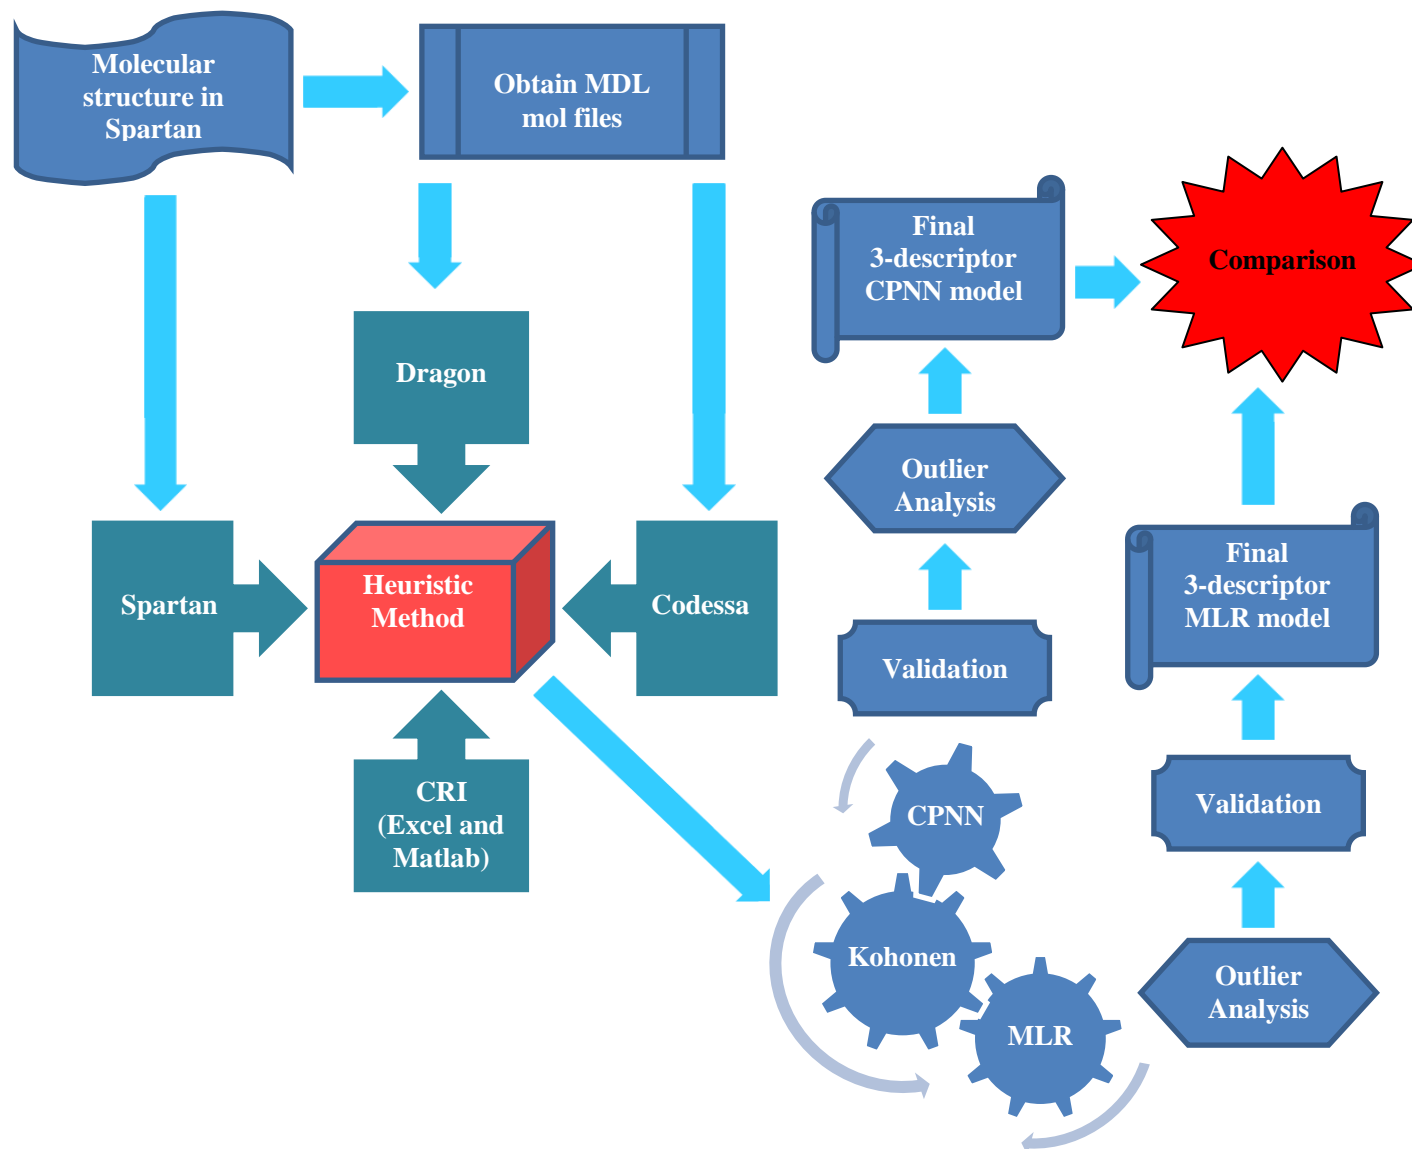 Molecular
structure in
Spartan
Obtain MDL
mol files
Dragon
Spartan
Heuristic
Method
Codessa
CRI
(Excel and
Matlab)
CPNN
Kohonen
MLR
Validation
Outlier
Analysis
Final
3-descriptor
CPNN model
Outlier
Analysis
Validation
Final
3-descriptor
MLR model
Comparison